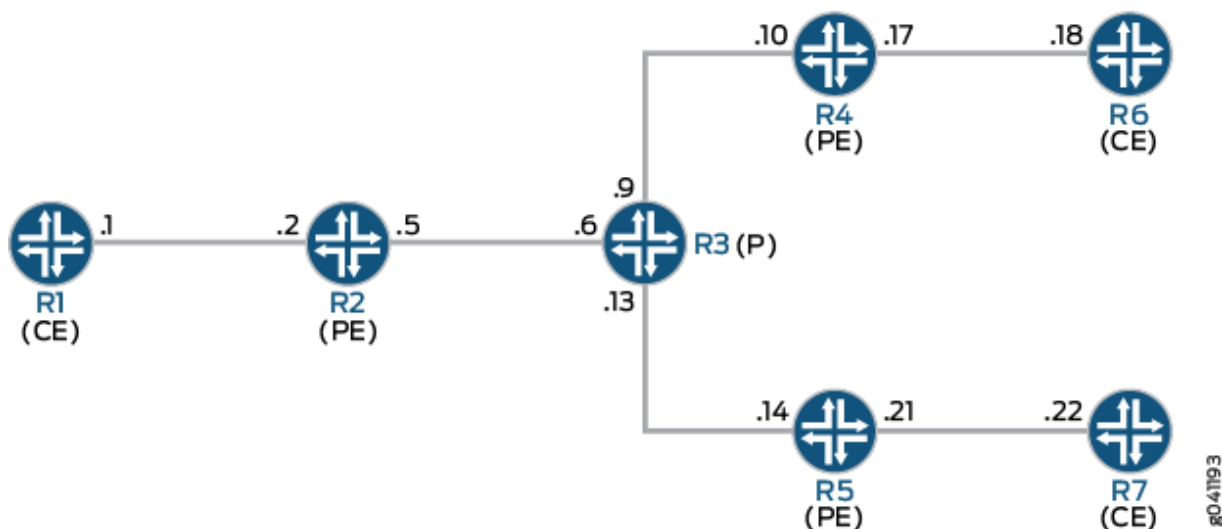 .10 .17 .18
R4 R6
(PE) (CE)
.9
.1 .2 .5 .6 R3 (P)
R1 R2
(CE) (PE)
.13
.14 .21 .22
R5 R7
(PE) (CE)
g041193